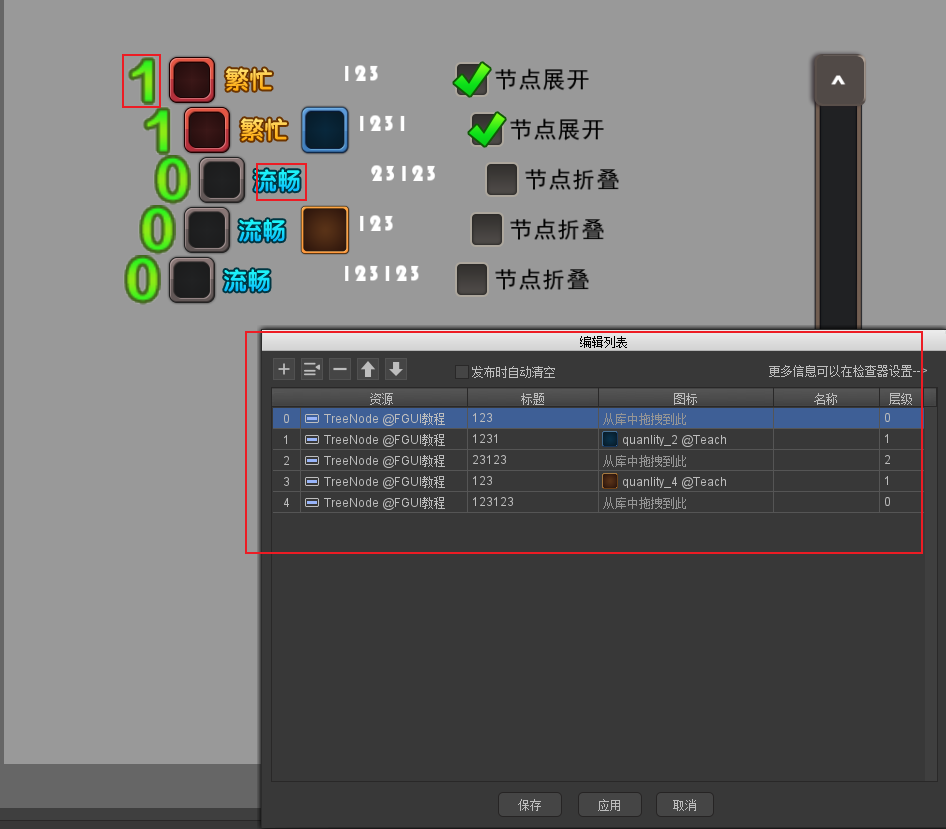 1 繁忙 123 节点展开
1 繁忙 1231 节点展开
0 流畅 23123 节点折叠
0 流畅 123 节点折叠
0 流畅 123123 节点折叠
编辑列表
发布时自动清空 更多信息可以在检查器设置-->
资源 标题 图标 名称 层级
0 TreeNode @FGUI教程 123 从库中拖拽到此 0
1 TreeNode @FGUI教程 1231 quanlity_2 @Teach 1
2 TreeNode @FGUI教程 23123 从库中拖拽到此 2
3 TreeNode @FGUI教程 123 quanlity_4 @Teach 1
4 TreeNode @FGUI教程 123123 从库中拖拽到此 0
保存 应用 取消